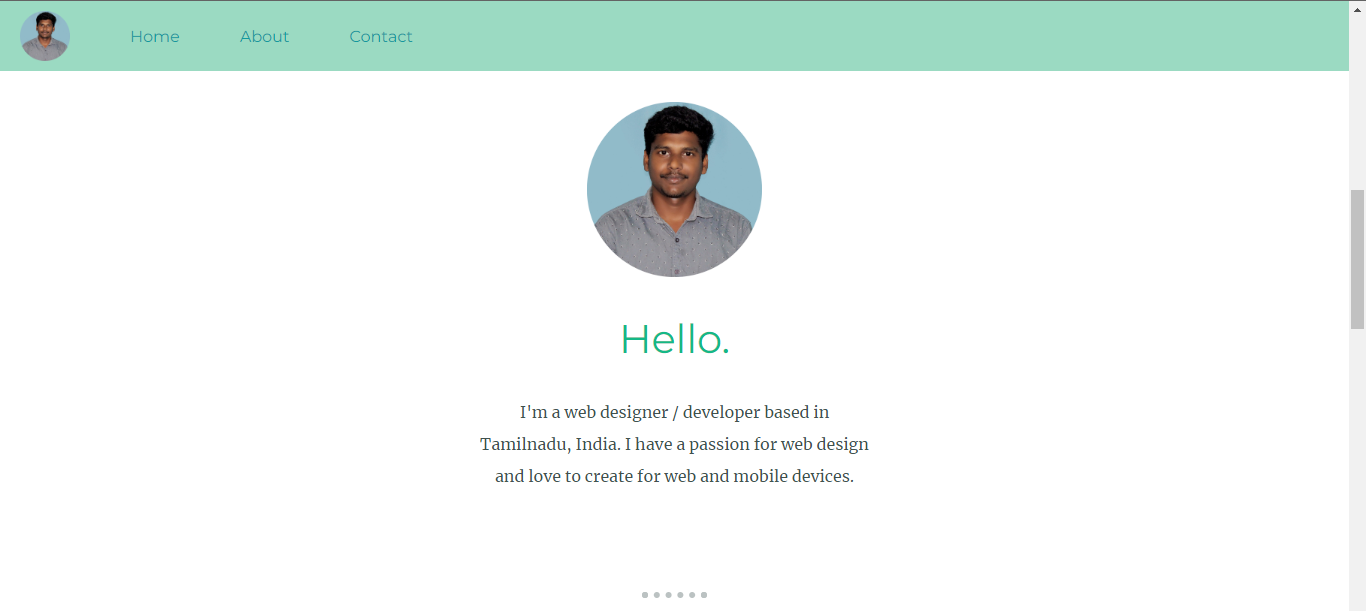 Home About Contact
Hello.
I'm a web designer / developer based in
Tamilnadu, India. I have a passion for web design
and love to create for web and mobile devices.